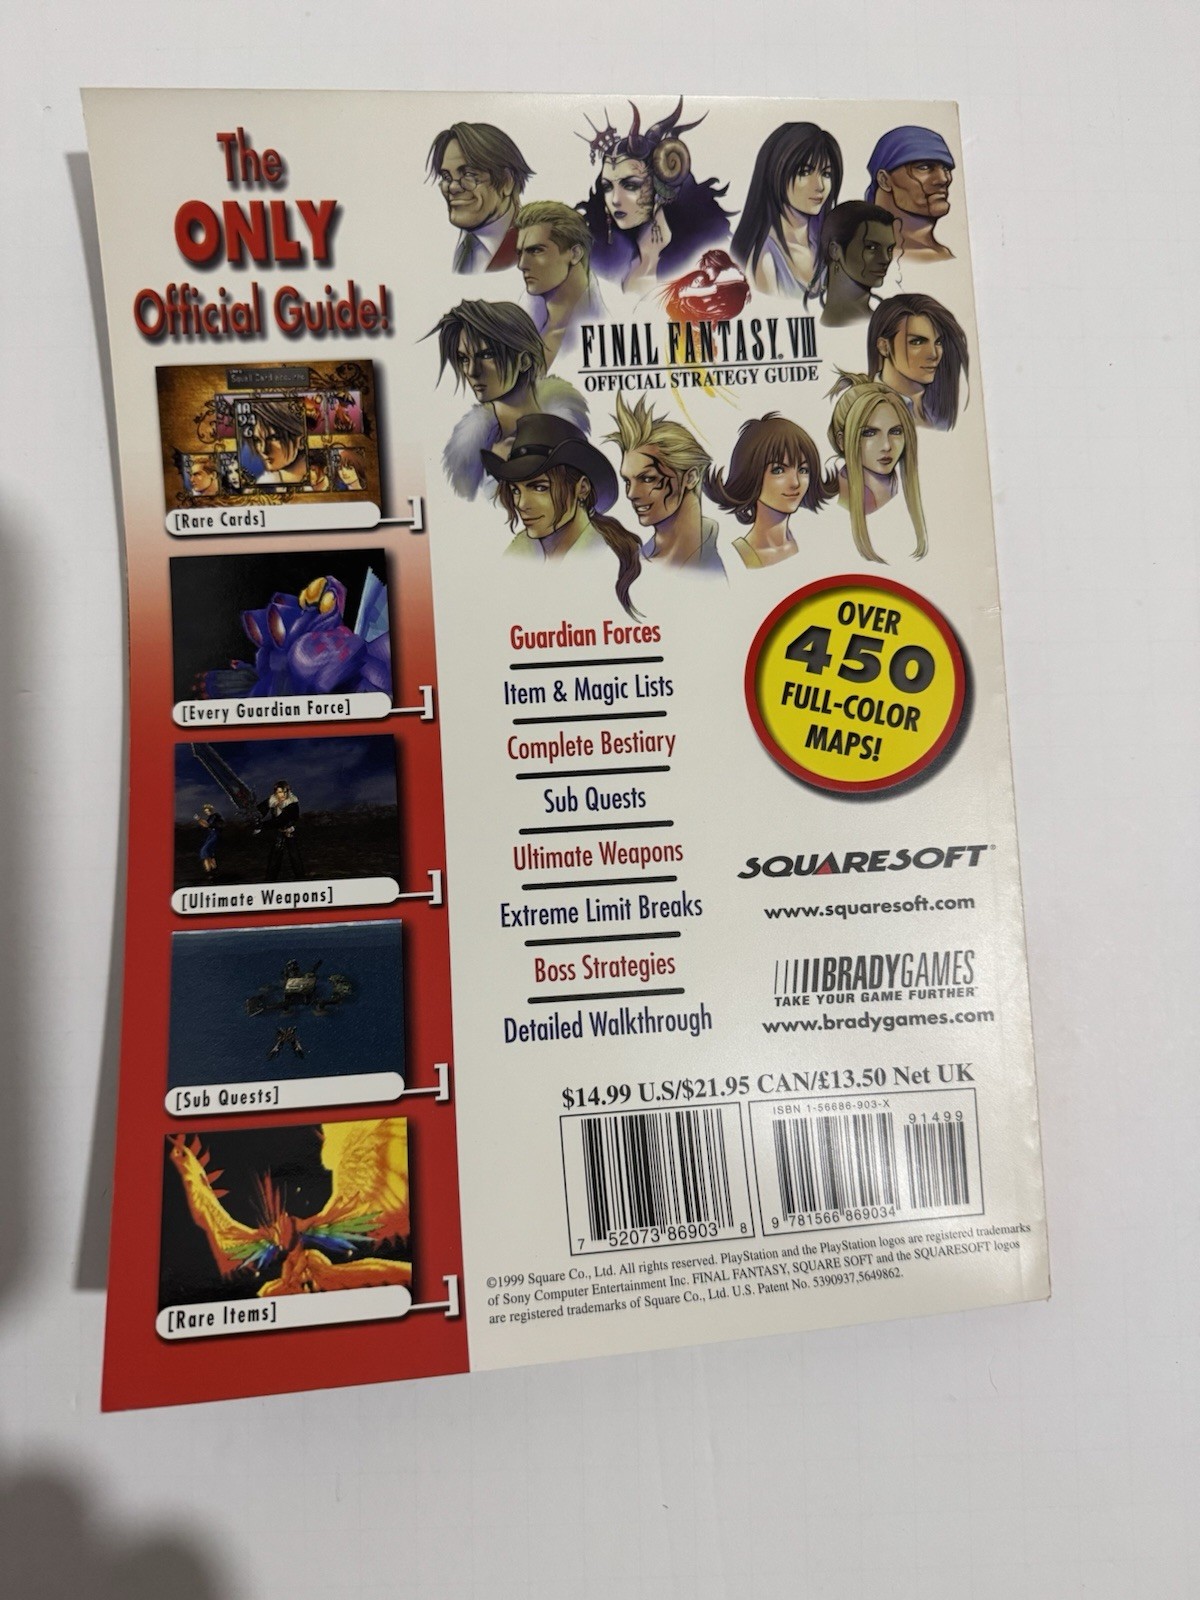 The
ONLY
Official Guide!
[Rare Cards]
[Every Guardian Force]
[Ultimate Weapons]
[Sub Quests]
[Rare Items]
FINAL FANTASY. VIII
OFFICIAL STRATEGY GUIDE
Guardian Forces
Item & Magic Lists
Complete Bestiary
Sub Quests
Ultimate Weapons
Extreme Limit Breaks
Boss Strategies
Detailed Walkthrough
OVER
450
FULL-COLOR
MAPS!
SQUARESOFT®
www.squaresoft.com
BRADYGAMES
TAKE YOUR GAME FURTHER™
www.bradygames.com
$14.99 U.S/$21.95 CAN/£13.50 Net UK
7 52073 86903 8
ISBN 1-56686-903-X
91499
9 781566 869034
©1999 Square Co., Ltd. All rights reserved. PlayStation and the PlayStation logos are registered trademarks
of Sony Computer Entertainment Inc. FINAL FANTASY, SQUARE SOFT and the SQUARESOFT logos
are registered trademarks of Square Co., Ltd. U.S. Patent No. 5390937,5649862.